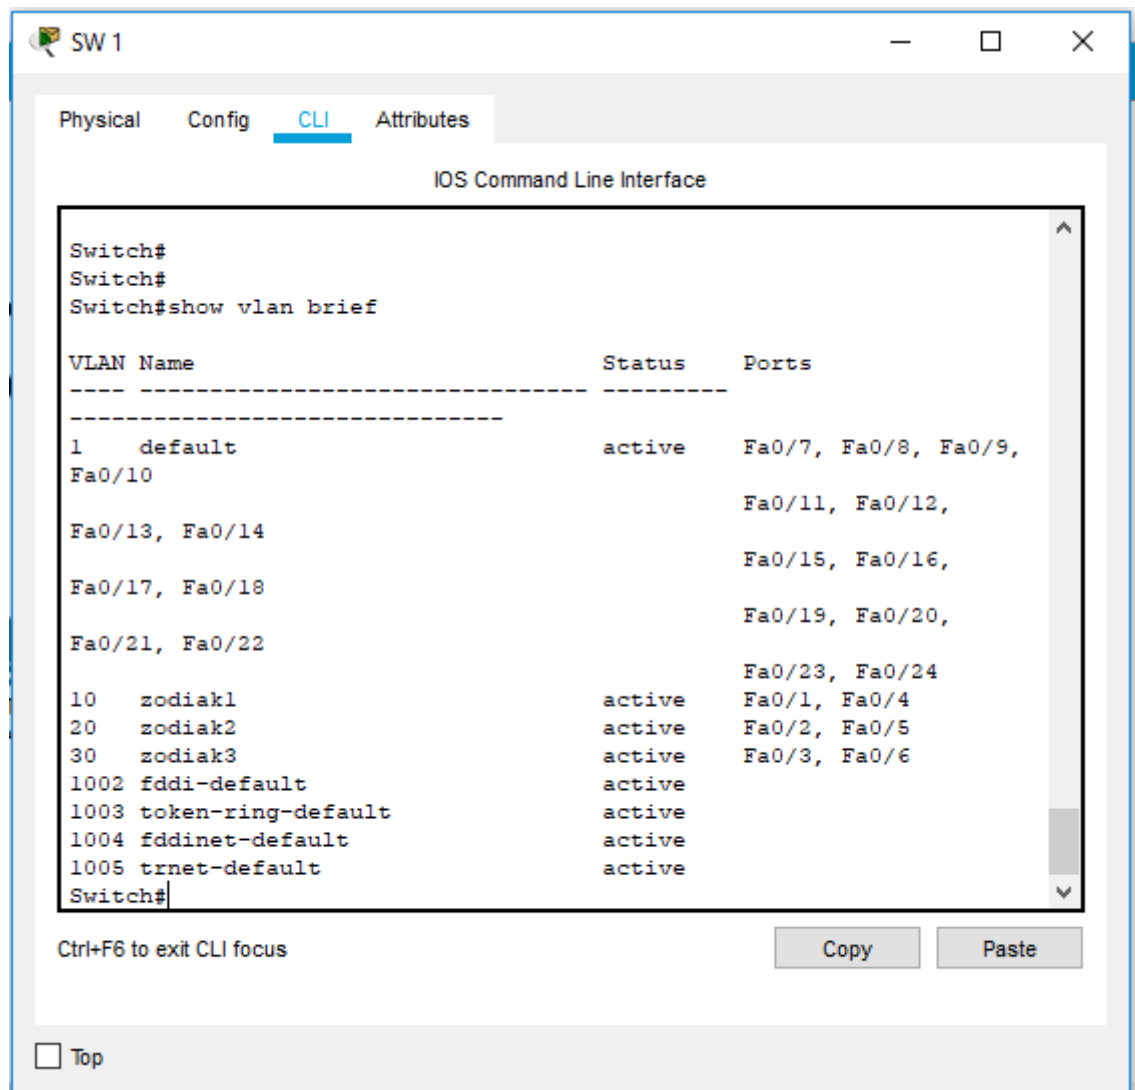 SW 1
Physical Config CLI Attributes
IOS Command Line Interface
Switch#
Switch#
Switch#show vlan brief
VLAN Name Status Ports
---- -------------------------------- ---------
-------------------------------
1 default active Fa0/7, Fa0/8, Fa0/9,
Fa0/10
Fa0/11, Fa0/12,
Fa0/13, Fa0/14
Fa0/15, Fa0/16,
Fa0/17, Fa0/18
Fa0/19, Fa0/20,
Fa0/21, Fa0/22
Fa0/23, Fa0/24
10 zodiak1 active Fa0/1, Fa0/4
20 zodiak2 active Fa0/2, Fa0/5
30 zodiak3 active Fa0/3, Fa0/6
1002 fddi-default active
1003 token-ring-default active
1004 fddinet-default active
1005 trnet-default active
Switch#
Ctrl+F6 to exit CLI focus Copy Paste
Top